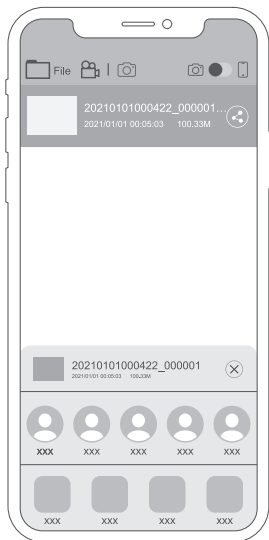 File
20210101000422_000001...
2021/01/01 00:05:03 100.33M
20210101000422_000001
2021/01/01 00:05:03 100.33M
xxx xxx xxx xxx xxx
xxx xxx xxx xxx